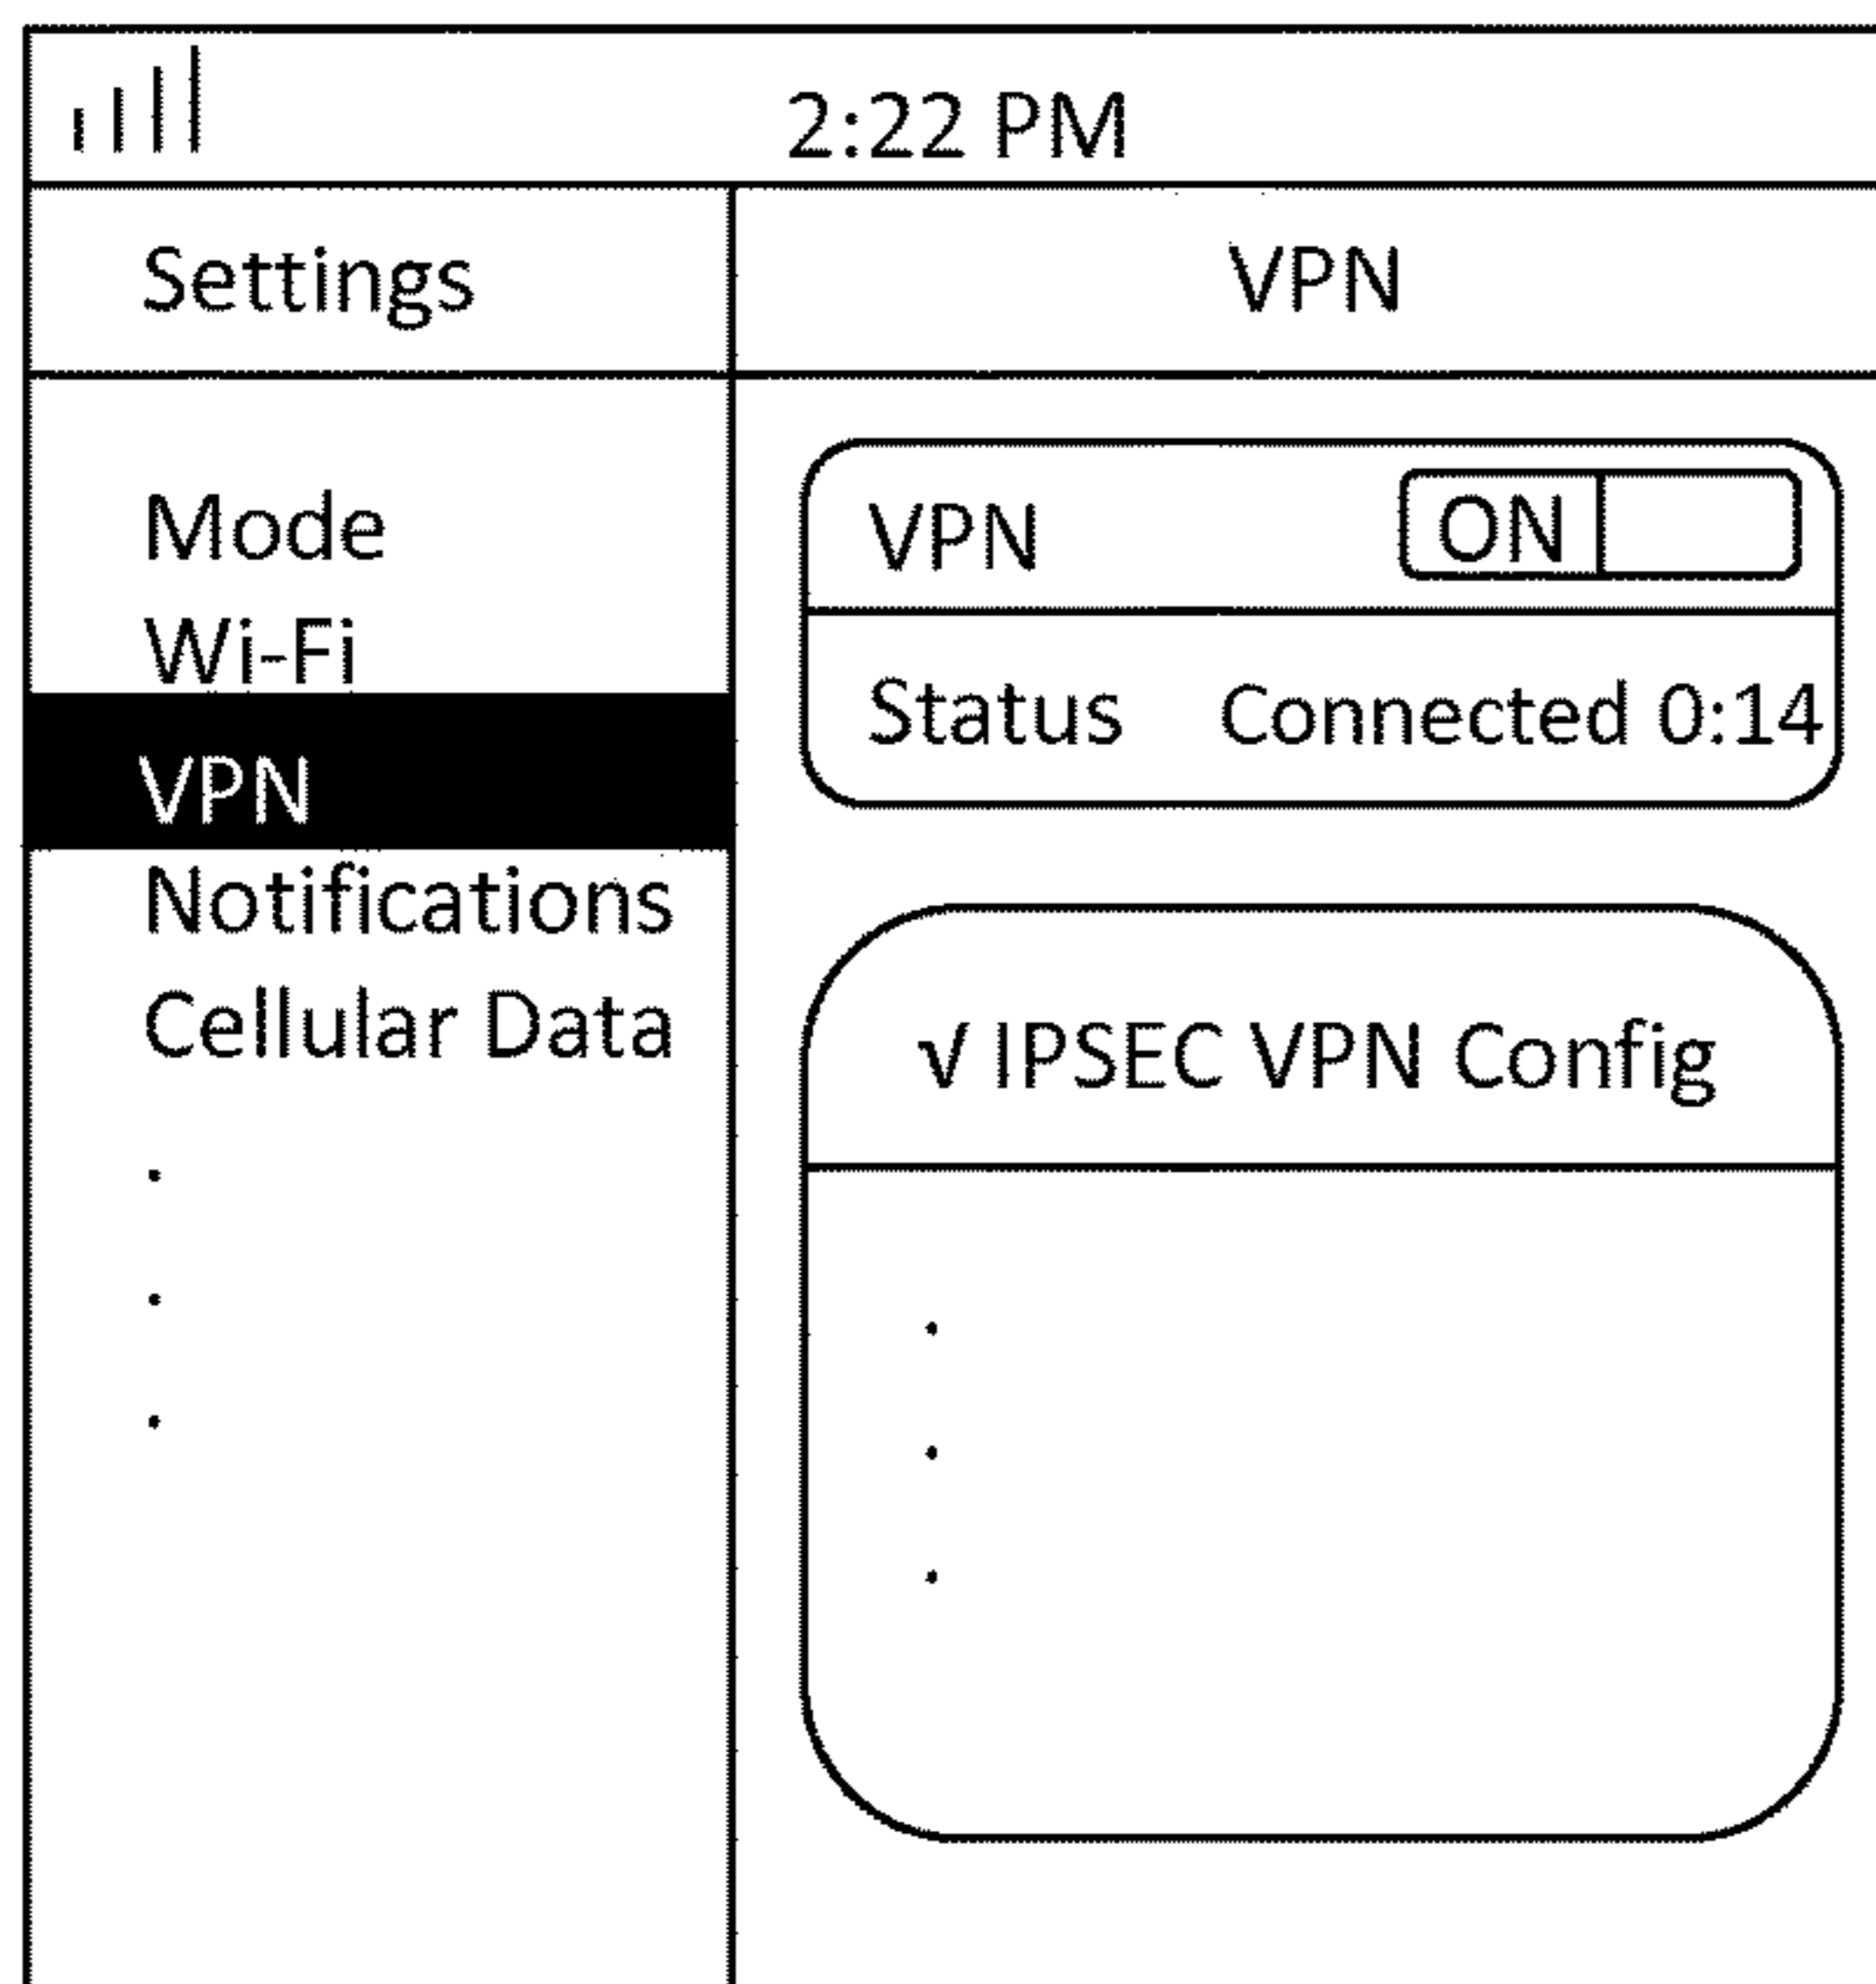 2:22 PM
Settings
VPN
Mode
Wi-Fi
VPN
Notifications
Cellular Data
.
.
.
VPN ON
Status Connected 0:14
√ IPSEC VPN Config
.
.
.